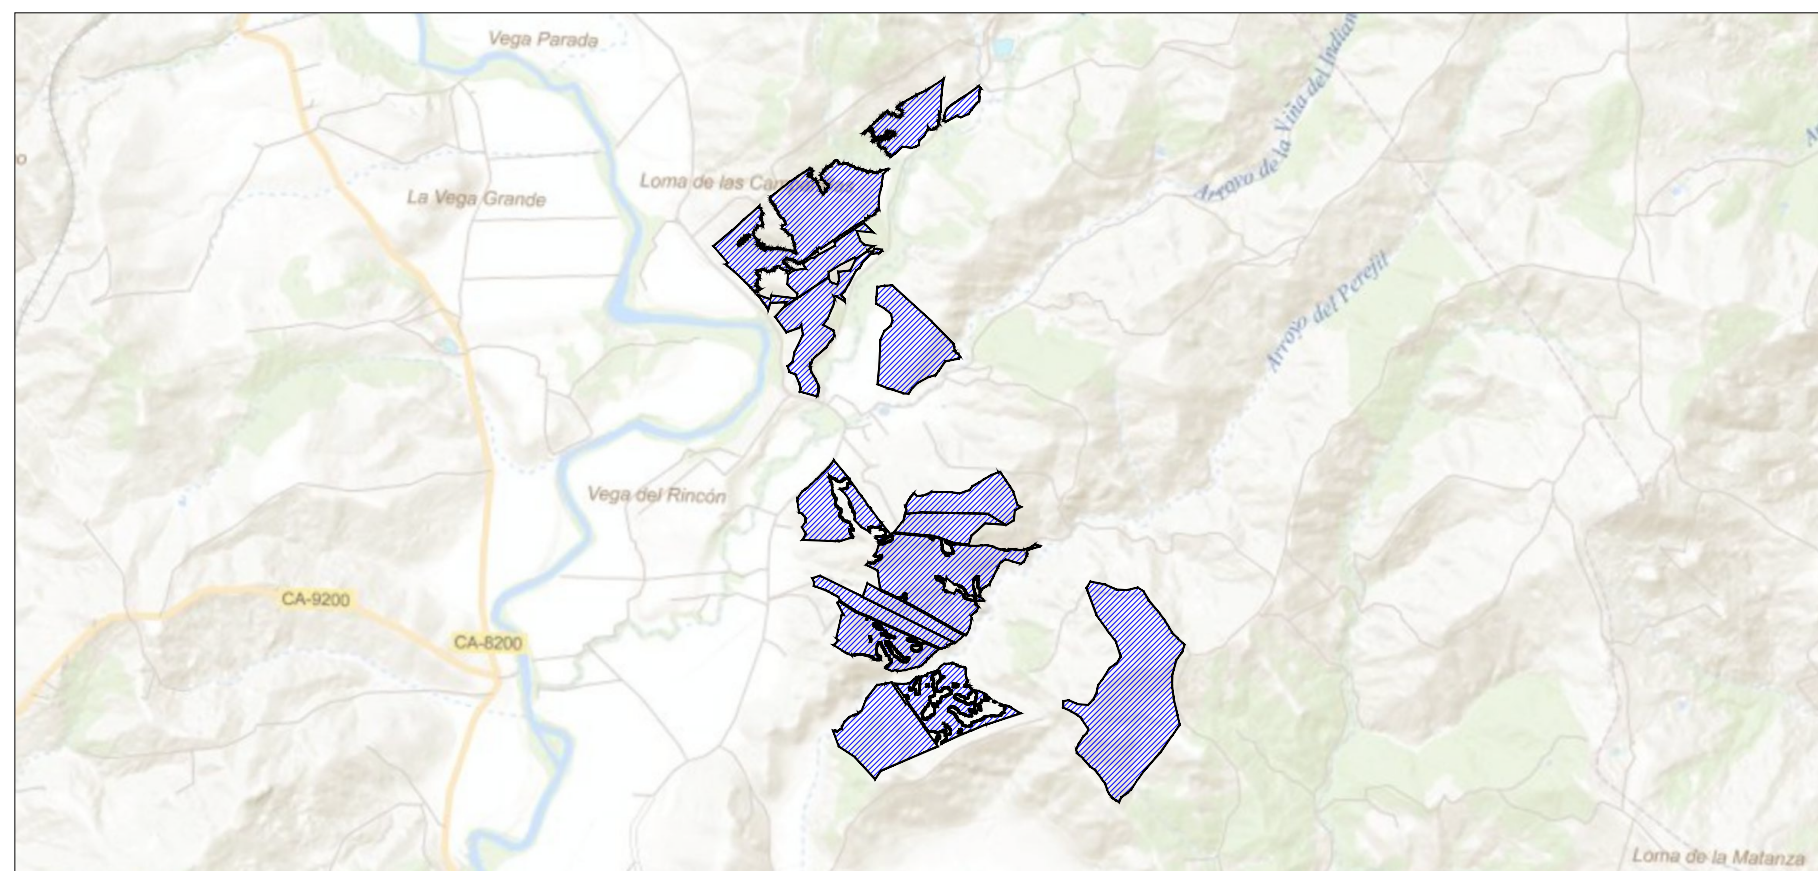 Vega Parada
Arroyo de la Viña del Indian
Loma de las Ca
La Vega Grande
Arroyo del Perejil
Vega del Rincón
CA-9200
CA-8200
Loma de la Matanza